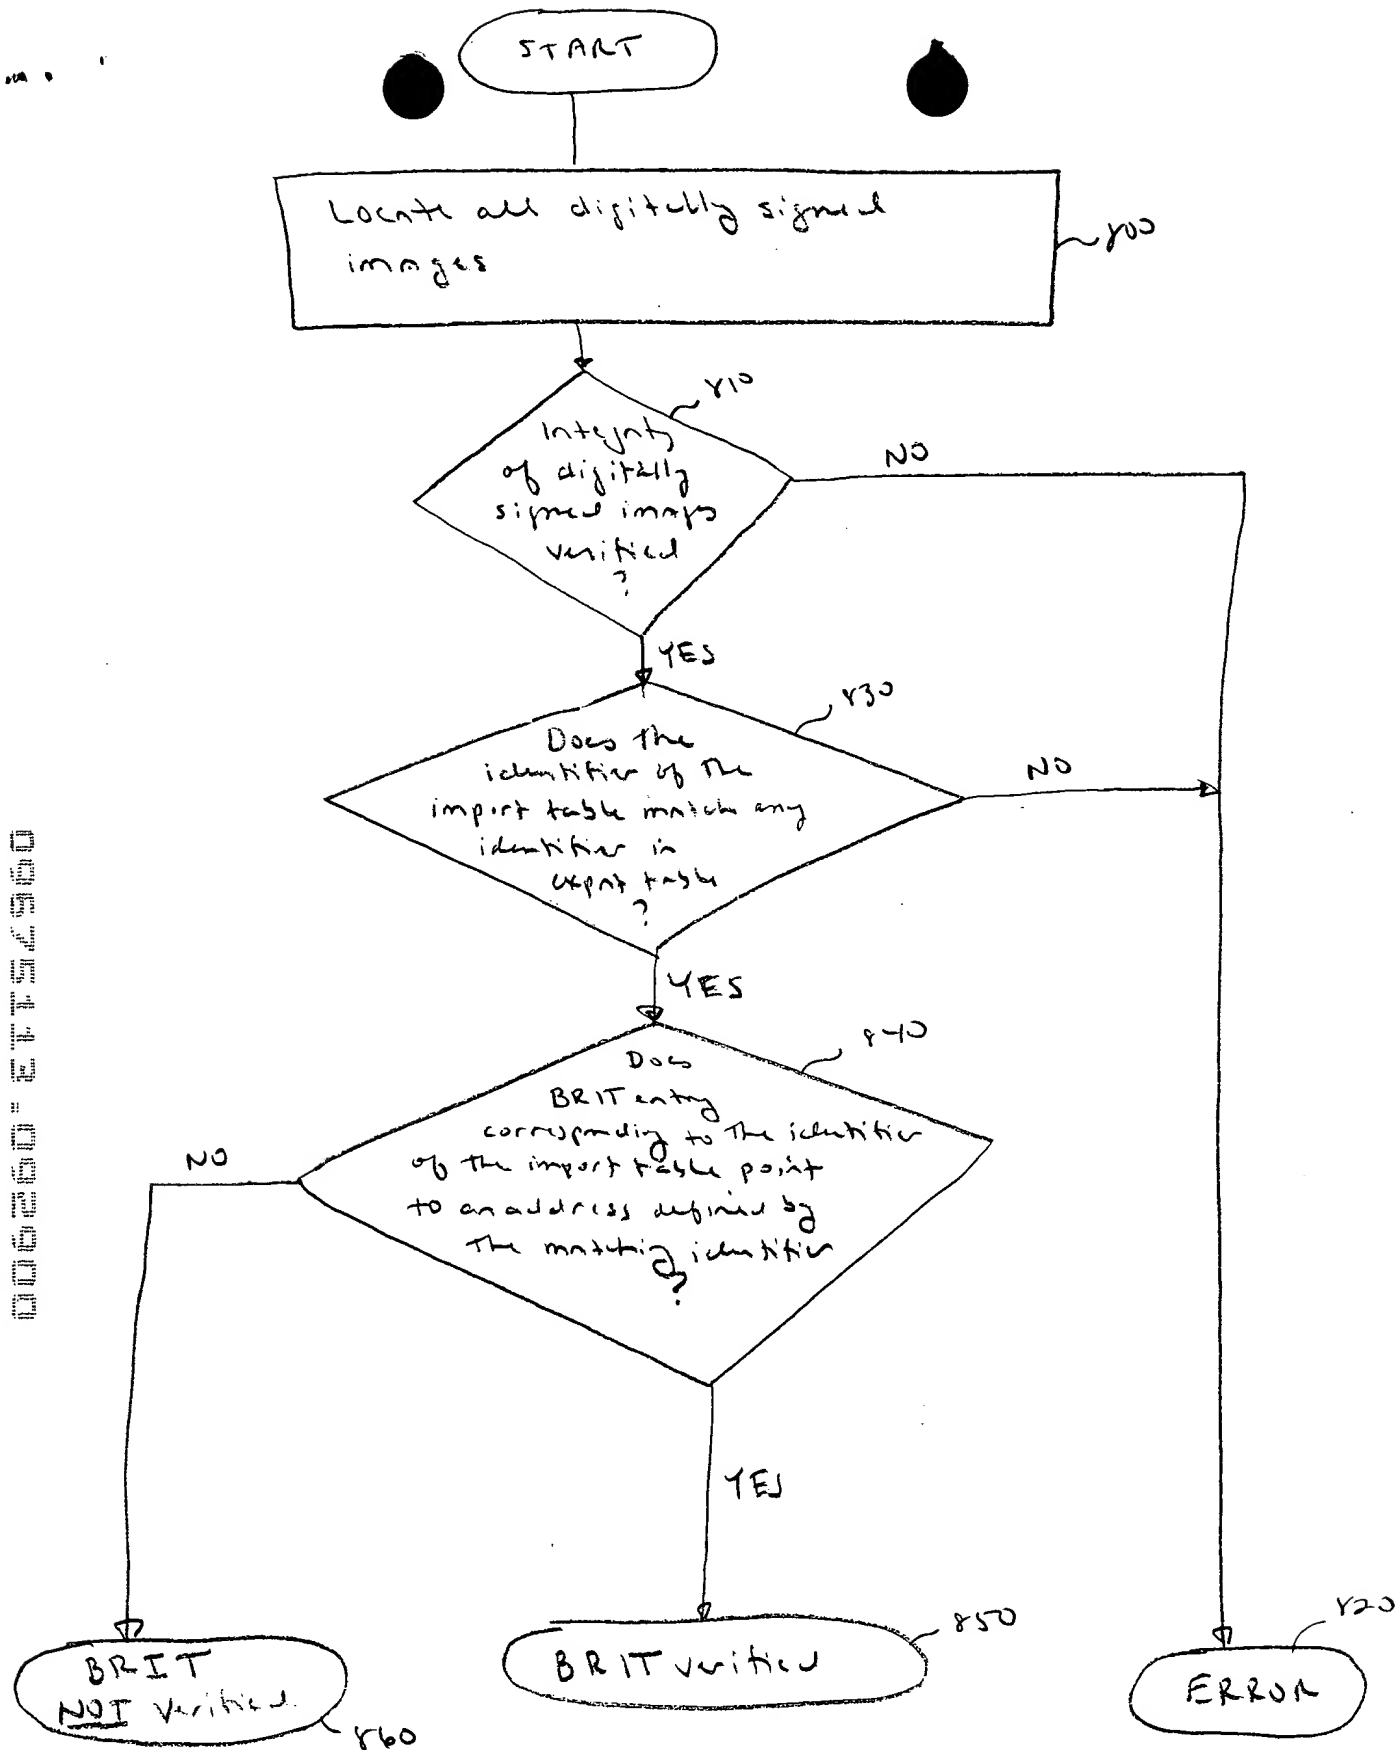 START
Locate all digitally signed
images
800
810
Integrity
of digitally
signed images
verified
?
NO
YES
830
Does the
identifier of the
import table match any
identifier in
export table
?
NO
YES
840
Does
BRIT entry
corresponding to the identifier
of the import table point
to an address defined by
the matching identifier
?
NO
YES
BRIT
NOT verified
860
BRIT verified
850
ERROR
820
09675113.092900